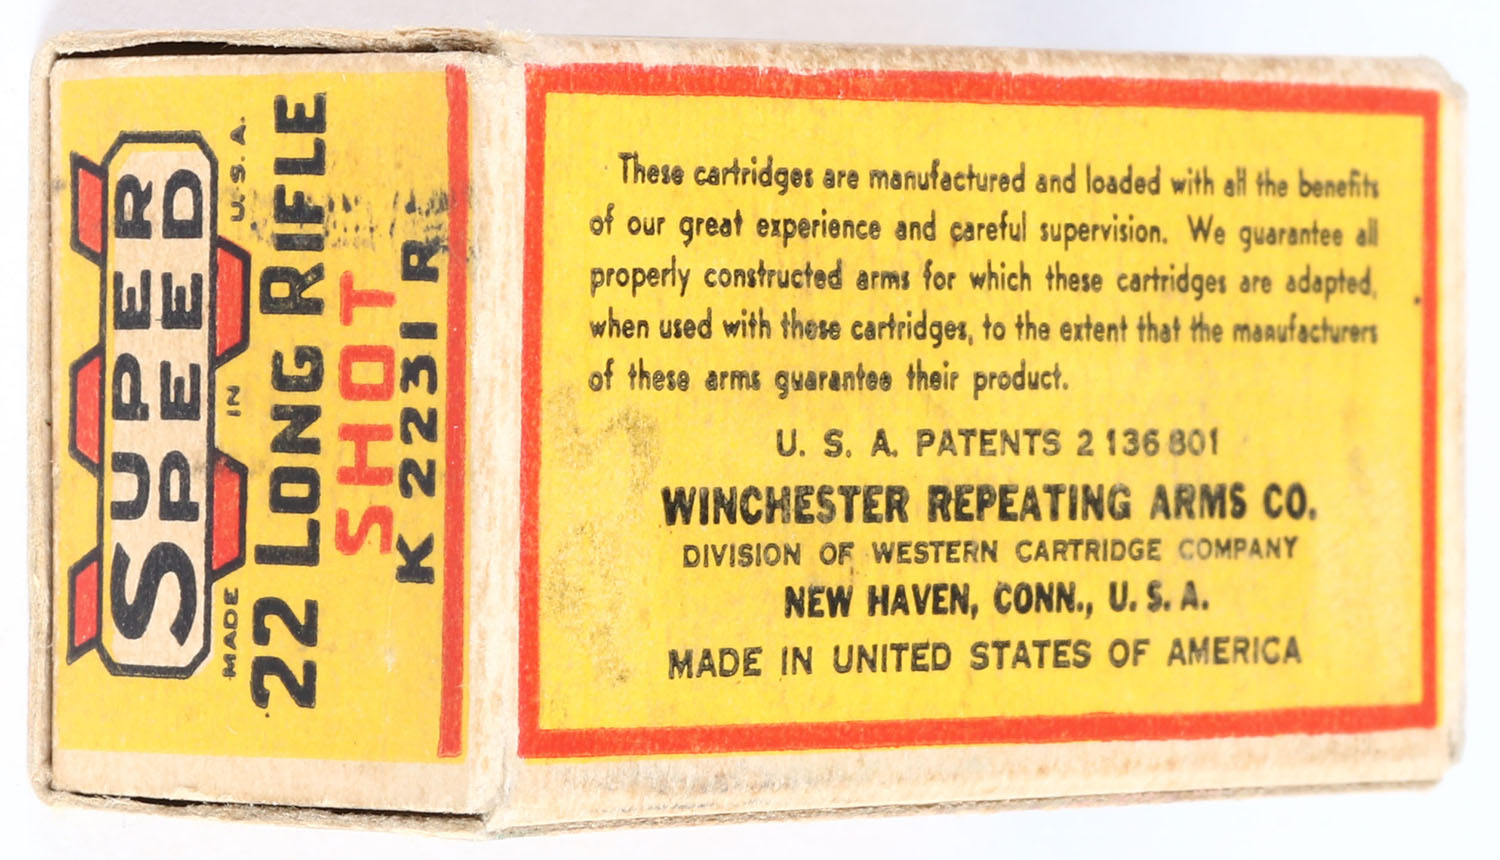 SUPER
SPEED
MADE IN U.S.A.
22 LONG RIFLE
SHOT
K 2231 R
These cartridges are manufactured and loaded with all the benefits
of our great experience and careful supervision. We guarantee all
properly constructed arms for which these cartridges are adapted,
when used with these cartridges, to the extent that the manufacturers
of these arms guarantee their product.
U. S. A. PATENTS 2 136 801
WINCHESTER REPEATING ARMS CO.
DIVISION OF WESTERN CARTRIDGE COMPANY
NEW HAVEN, CONN., U. S. A.
MADE IN UNITED STATES OF AMERICA